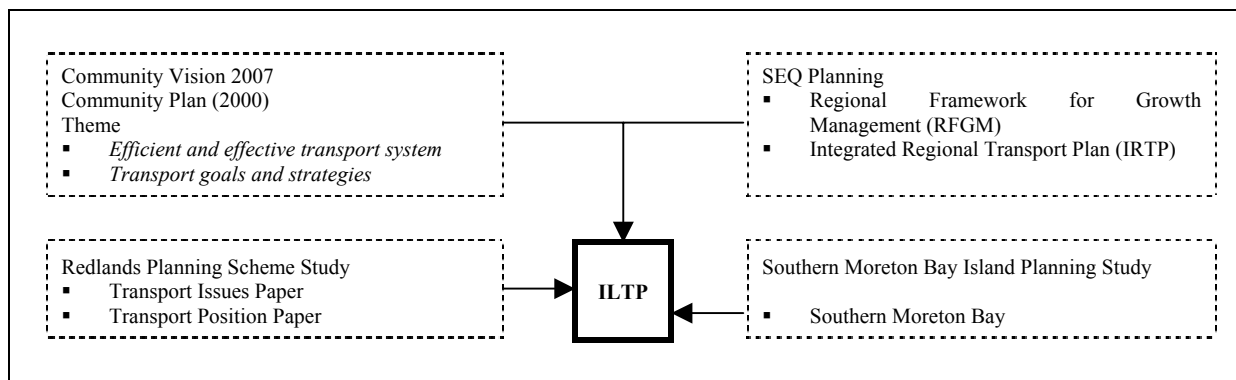 Community Vision 2007
Community Plan (2000)
Theme
▪ Efficient and effective transport system
▪ Transport goals and strategies
SEQ Planning
▪ Regional Framework for Growth
Management (RFGM)
▪ Integrated Regional Transport Plan (IRTP)
Redlands Planning Scheme Study
▪ Transport Issues Paper
▪ Transport Position Paper
ILTP
Southern Moreton Bay Island Planning Study
▪ Southern Moreton Bay